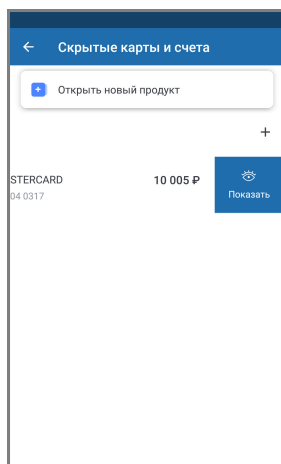 Скрытые карты и счета
Открыть новый продукт
+
STERCARD 10 005 ₽
04 0317
Показать